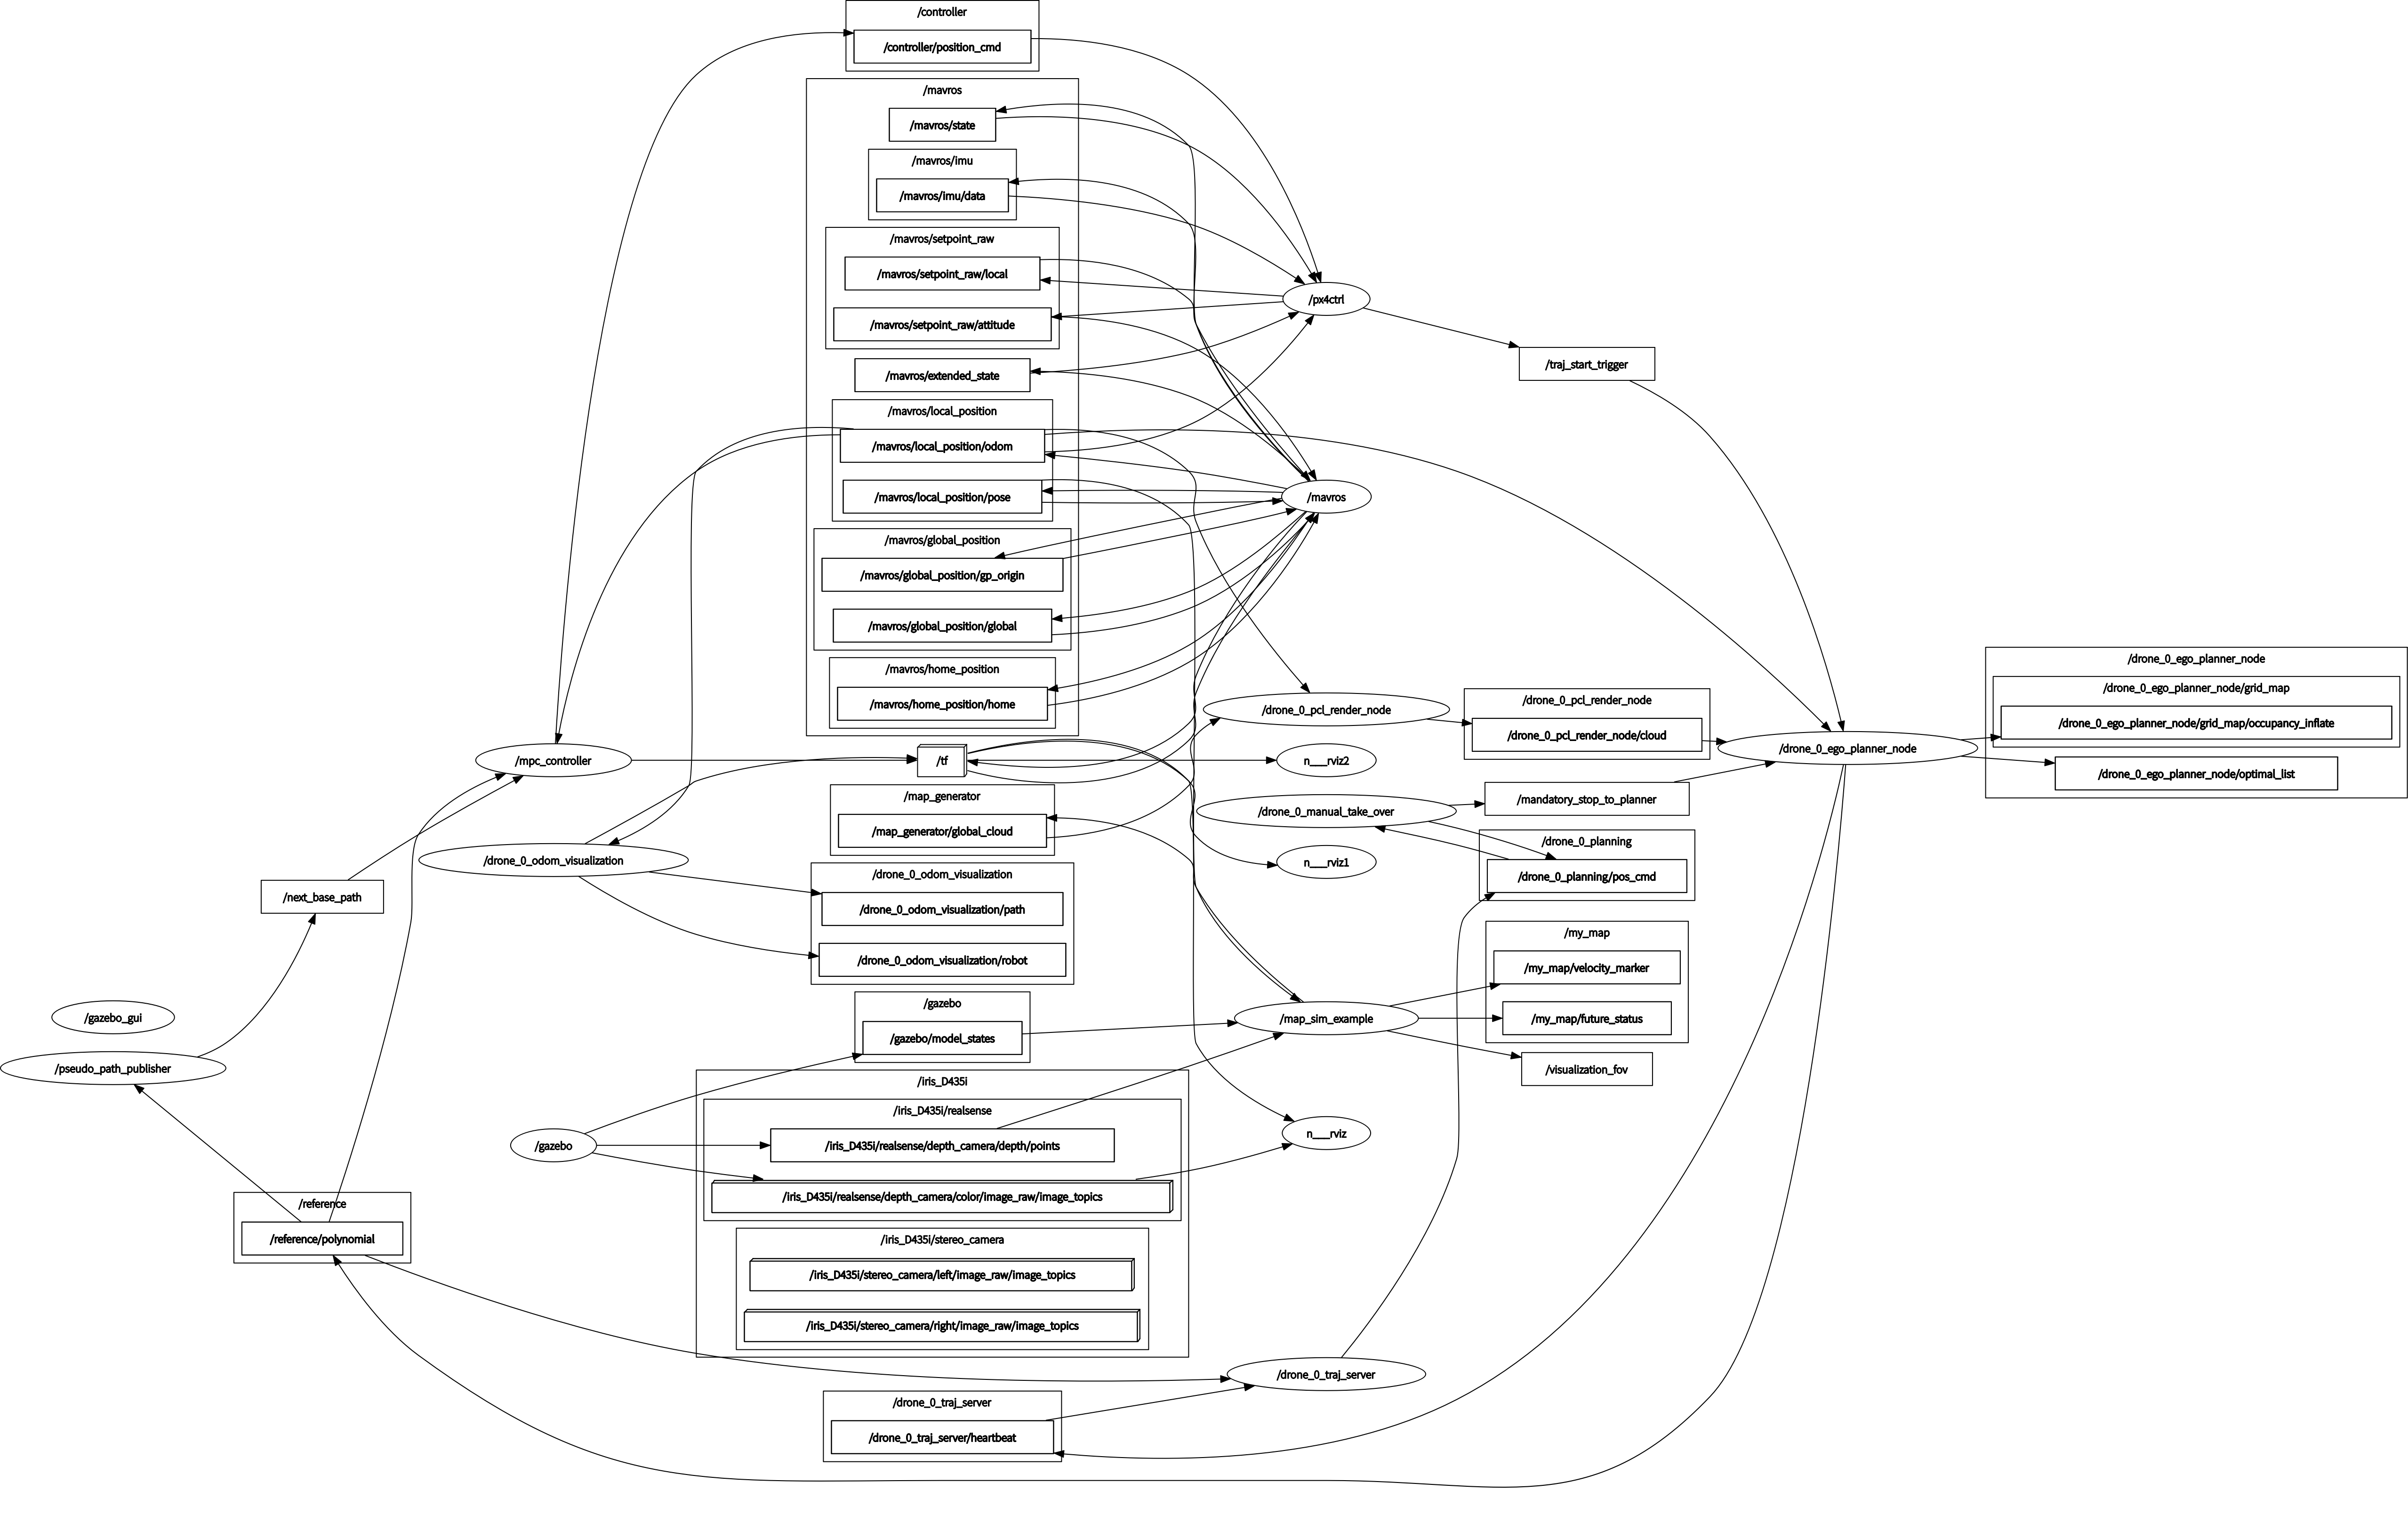 /controller
/controller/position_cmd
/mavros
/mavros/state
/mavros/imu
/mavros/imu/data
/mavros/setpoint_raw
/mavros/setpoint_raw/local
/mavros/setpoint_raw/attitude
/mavros/extended_state
/mavros/local_position
/mavros/local_position/odom
/mavros/local_position/pose
/mavros/global_position
/mavros/global_position/gp_origin
/mavros/global_position/global
/mavros/home_position
/mavros/home_position/home
/px4ctrl
/traj_start_trigger
/mavros
/drone_0_ego_planner_node
/drone_0_ego_planner_node/grid_map
/drone_0_ego_planner_node/grid_map/occupancy_inflate
/drone_0_ego_planner_node/optimal_list
/drone_0_pcl_render_node
/drone_0_pcl_render_node
/drone_0_pcl_render_node/cloud
/drone_0_ego_planner_node
/mpc_controller
/tf
n___rviz2
/map_generator
/map_generator/global_cloud
/drone_0_manual_take_over
/mandatory_stop_to_planner
/drone_0_planning
/drone_0_planning/pos_cmd
/drone_0_odom_visualization
n___rviz1
/next_base_path
/drone_0_odom_visualization
/drone_0_odom_visualization/path
/drone_0_odom_visualization/robot
/my_map
/my_map/velocity_marker
/my_map/future_status
/visualization_fov
/gazebo
/gazebo/model_states
/map_sim_example
/gazebo_gui
/pseudo_path_publisher
/iris_D435i
/iris_D435i/realsense
/iris_D435i/realsense/depth_camera/depth/points
/iris_D435i/realsense/depth_camera/color/image_raw/image_topics
/gazebo
n___rviz
/reference
/reference/polynomial
/iris_D435i/stereo_camera
/iris_D435i/stereo_camera/left/image_raw/image_topics
/iris_D435i/stereo_camera/right/image_raw/image_topics
/drone_0_traj_server
/drone_0_traj_server
/drone_0_traj_server/heartbeat